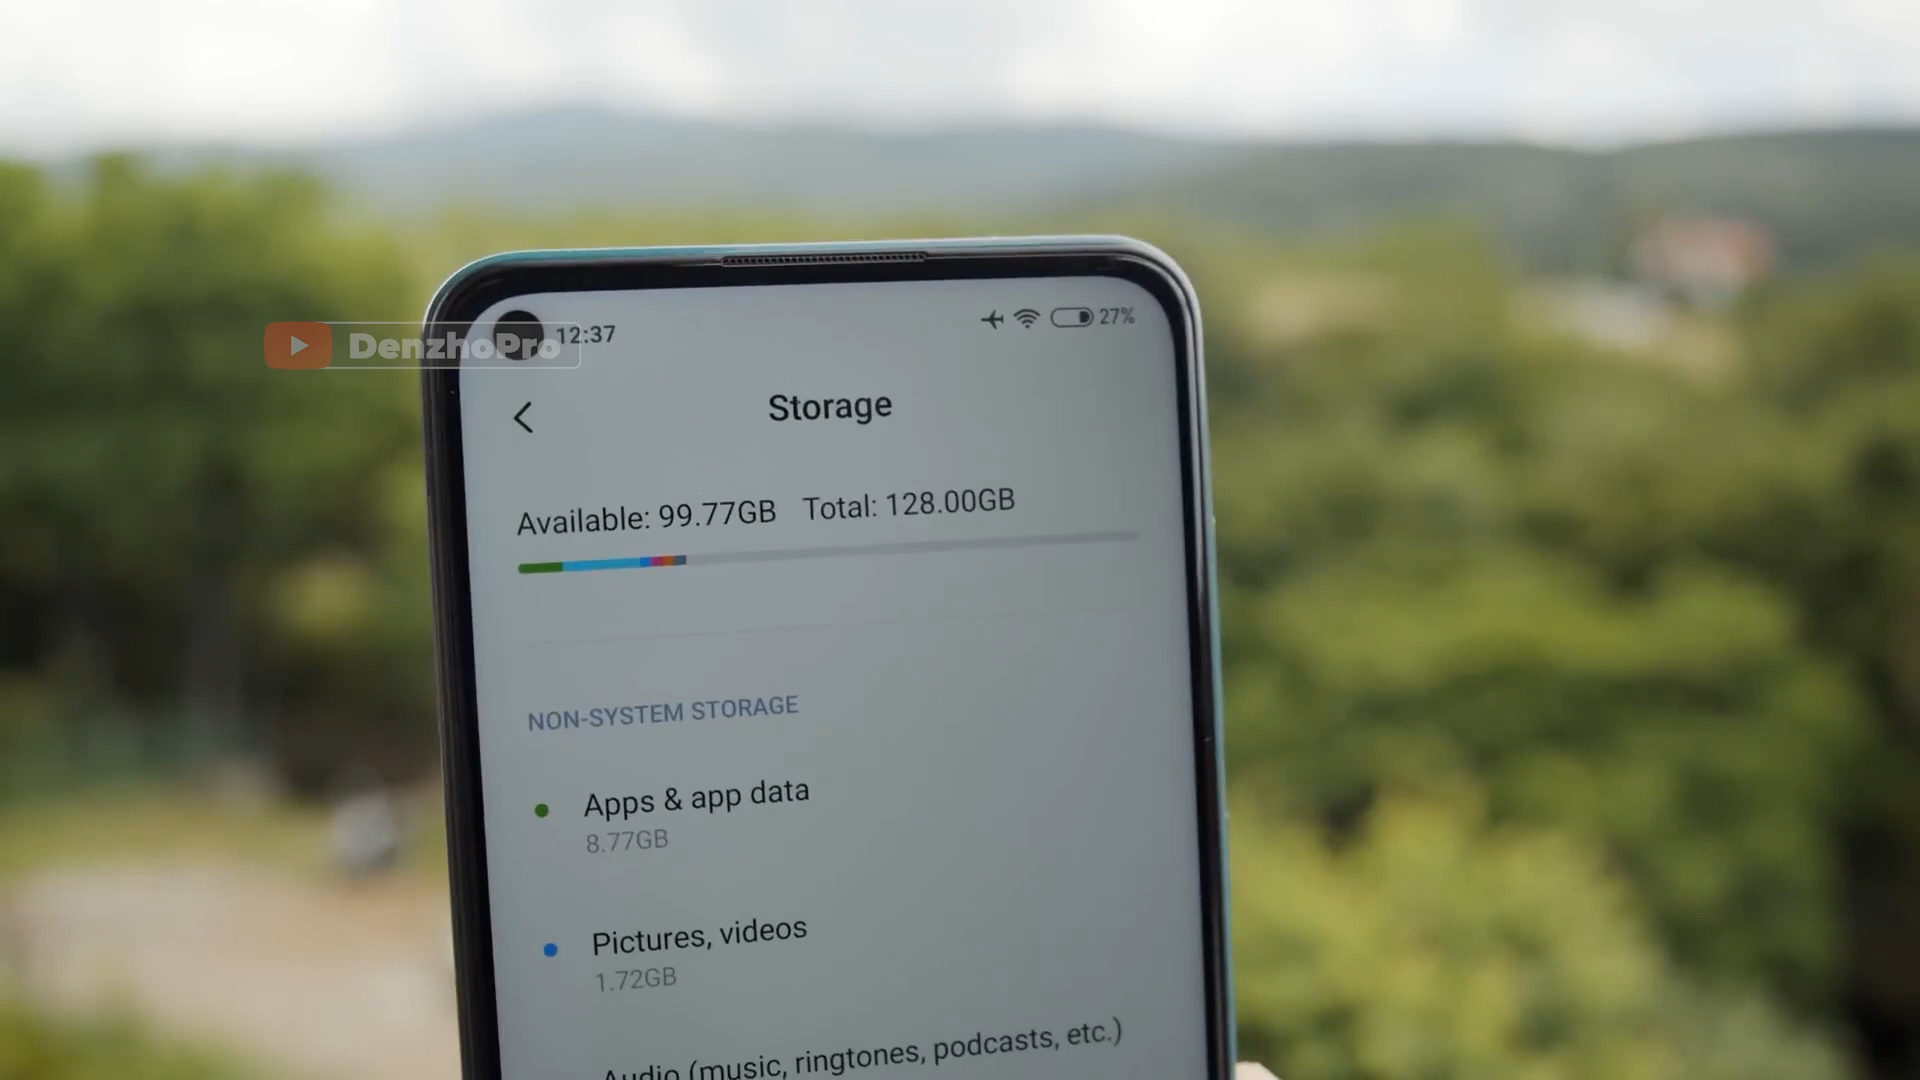 12:37
27%
DenzhoPro
Storage
Available: 99.77GB Total: 128.00GB
NON-SYSTEM STORAGE
Apps & app data
8.77GB
Pictures, videos
1.72GB
Audio (music, ringtones, podcasts, etc.)